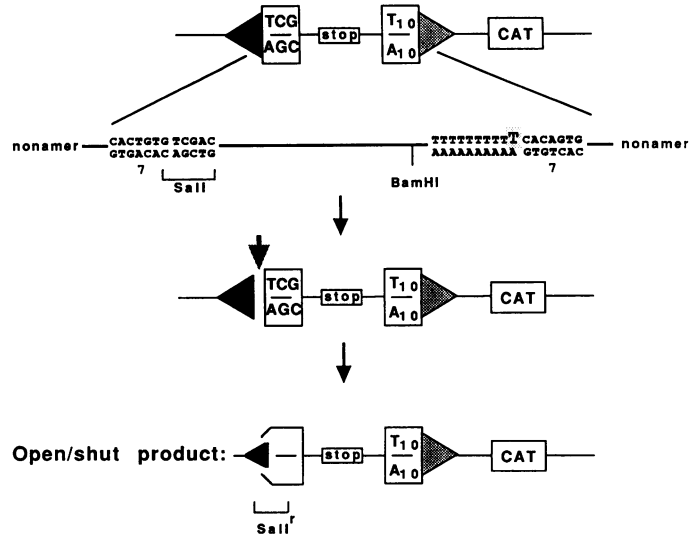 TCG T10
stop CAT
AGC A10
nonamer CACTGTG TCGAC TTTTTTTTTT CACAGTG nonamer
GTGACAC AGCTG AAAAAAAAAA GTGTCAC
7 7
SalI BamHI
TCG T10
stop CAT
AGC A10
T10
Open/shut product: stop CAT
A10
SalI r